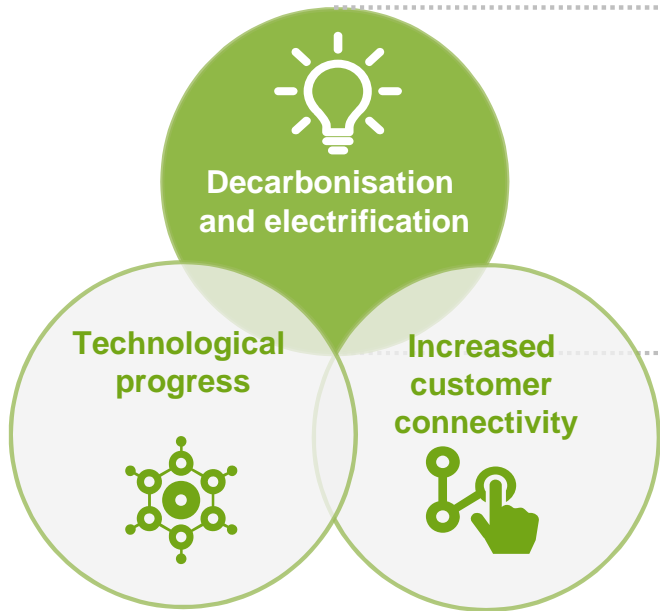 Decarbonisation
and electrification
Technological
progress
Increased
customer
connectivity